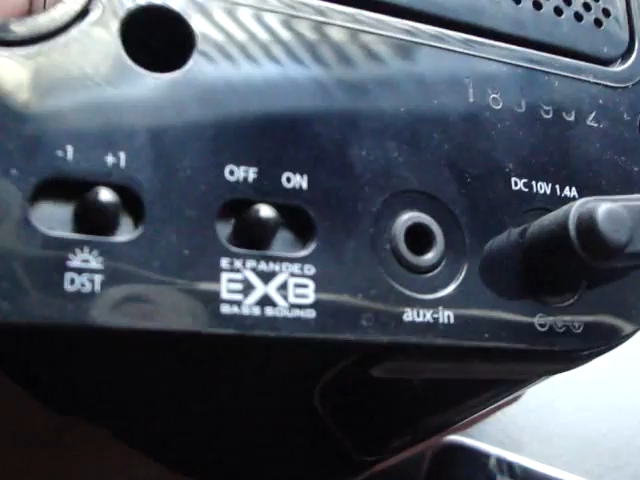 -1 +1
OFF ON
DC 10V 1.4A
DST
EXPANDED
EXB
BASS SOUND
aux-in